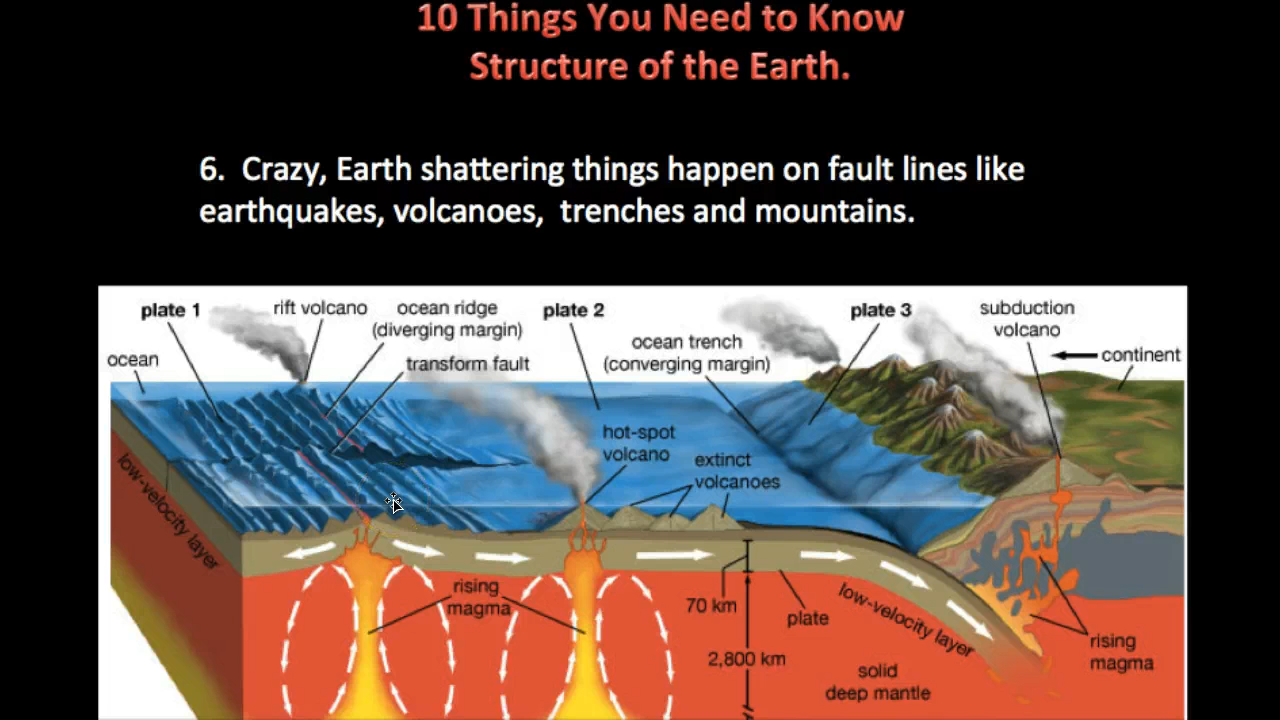 10 Things You Need to Know
Structure of the Earth.
6. Crazy, Earth shattering things happen on fault lines like
earthquakes, volcanoes, trenches and mountains.
plate 1
rift volcano
ocean ridge
(diverging margin)
plate 2
plate 3
subduction
volcano
ocean
transform fault
ocean trench
(converging margin)
continent
hot-spot
volcano
extinct
volcanoes
low-velocity layer
rising
magma
70 km
plate
low-velocity layer
2,800 km
solid
deep mantle
rising
magma